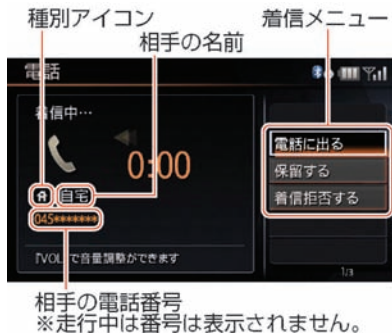 種別アイコン
着信メニュー
相手の名前
電話
着信中…
0:00
自宅
045*******
『VOL』で音量調整ができます
電話に出る
保留する
着信拒否する
1/3
相手の電話番号
※走行中は番号は表示されません。